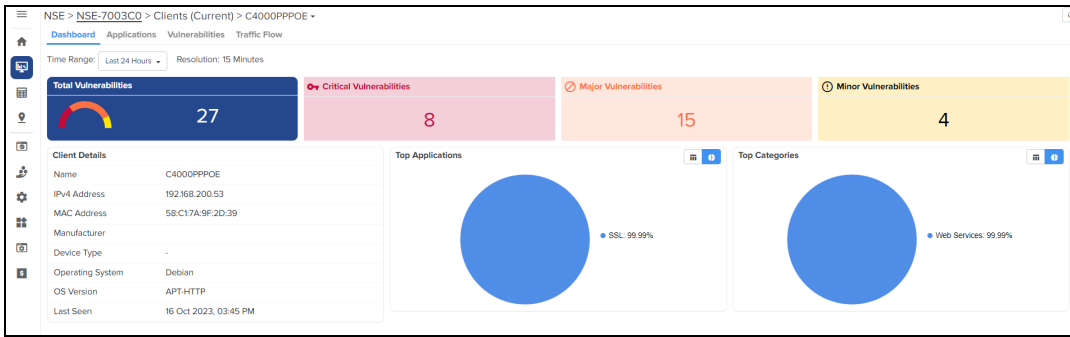 NSE > NSE-7003C0 > Clients (Current) > C4000PPPOE
Dashboard Applications Vulnerabilities Traffic Flow
Time Range: Last 24 Hours Resolution: 15 Minutes
Total Vulnerabilities
27
Critical Vulnerabilities
8
Major Vulnerabilities
15
Minor Vulnerabilities
4
Client Details
Name C4000PPPOE
IPv4 Address 192.168.200.53
MAC Address 58:C1:7A:9F:2D:39
Manufacturer
Device Type -
Operating System Debian
OS Version APT-HTTP
Last Seen 16 Oct 2023, 03:45 PM
Top Applications
SSL: 99.99%
Top Categories
Web Services: 99.99%